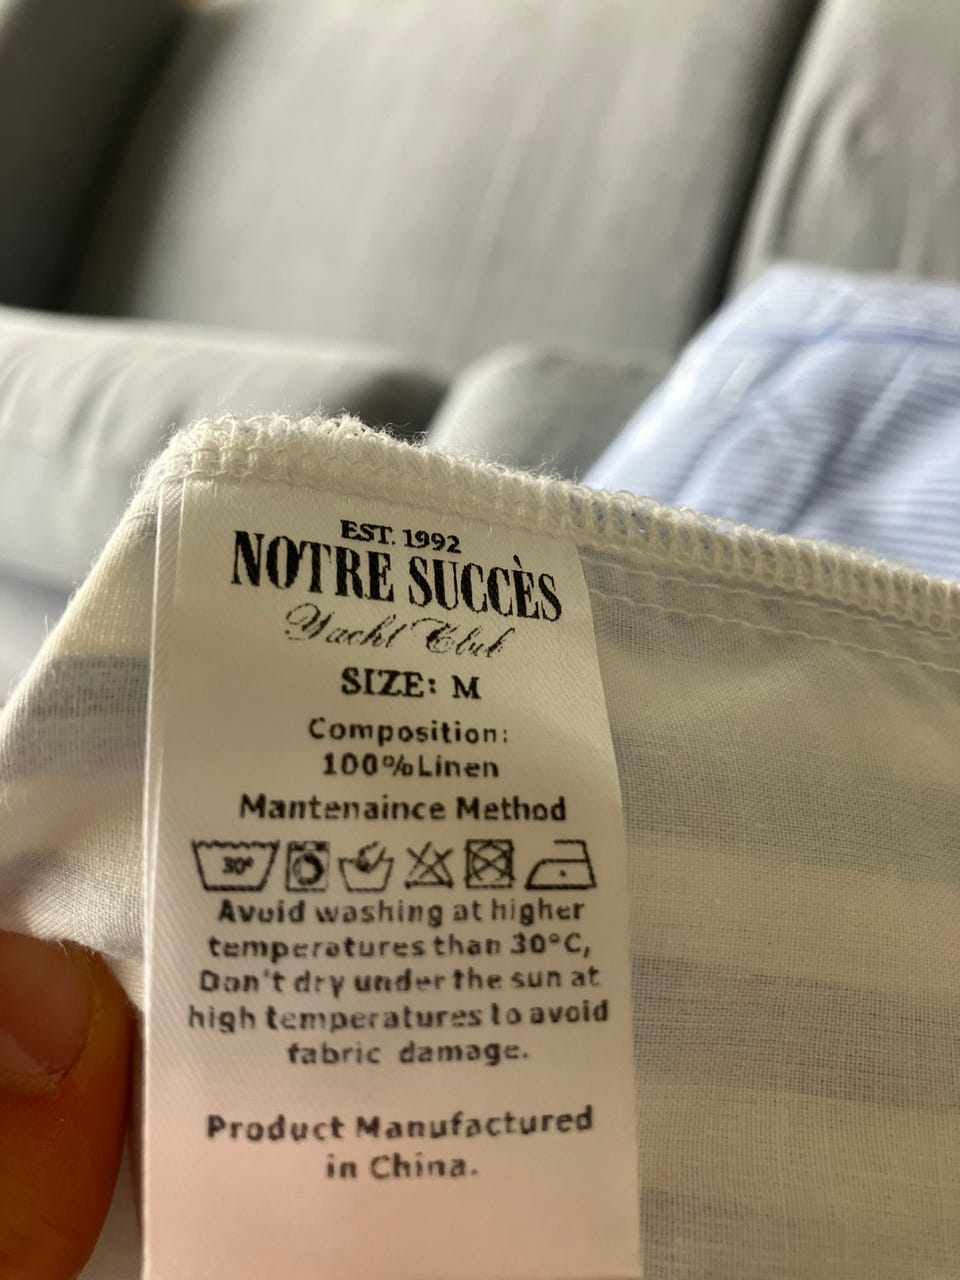 EST. 1992
NOTRE SUCCÈS
Yacht Club
SIZE: M
Composition:
100%Linen
Mantenaince Method
30°
Avoid washing at higher
temperatures than 30°C,
Don't dry under the sun at
high temperatures to avoid
fabric damage.
Product Manufactured
in China.